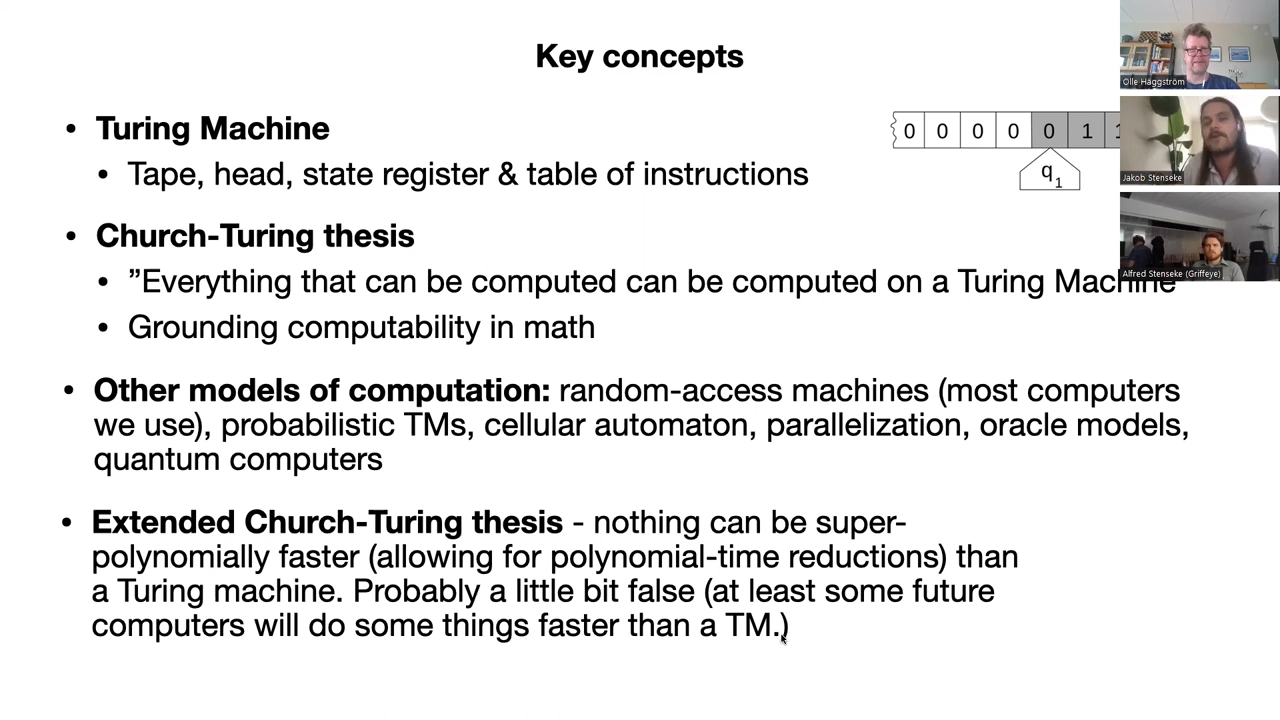 Key concepts
• Turing Machine
• Tape, head, state register & table of instructions
0 0 0 0 0 1 1
q1
• Church-Turing thesis
• ”Everything that can be computed can be computed on a Turing Machine
• Grounding computability in math
• Other models of computation: random-access machines (most computers
we use), probabilistic TMs, cellular automaton, parallelization, oracle models,
quantum computers
• Extended Church-Turing thesis - nothing can be super-
polynomially faster (allowing for polynomial-time reductions) than
a Turing machine. Probably a little bit false (at least some future
computers will do some things faster than a TM.)
Olle Häggström
Jakob Stenseke
Alfred Stenseke (Griffeye)